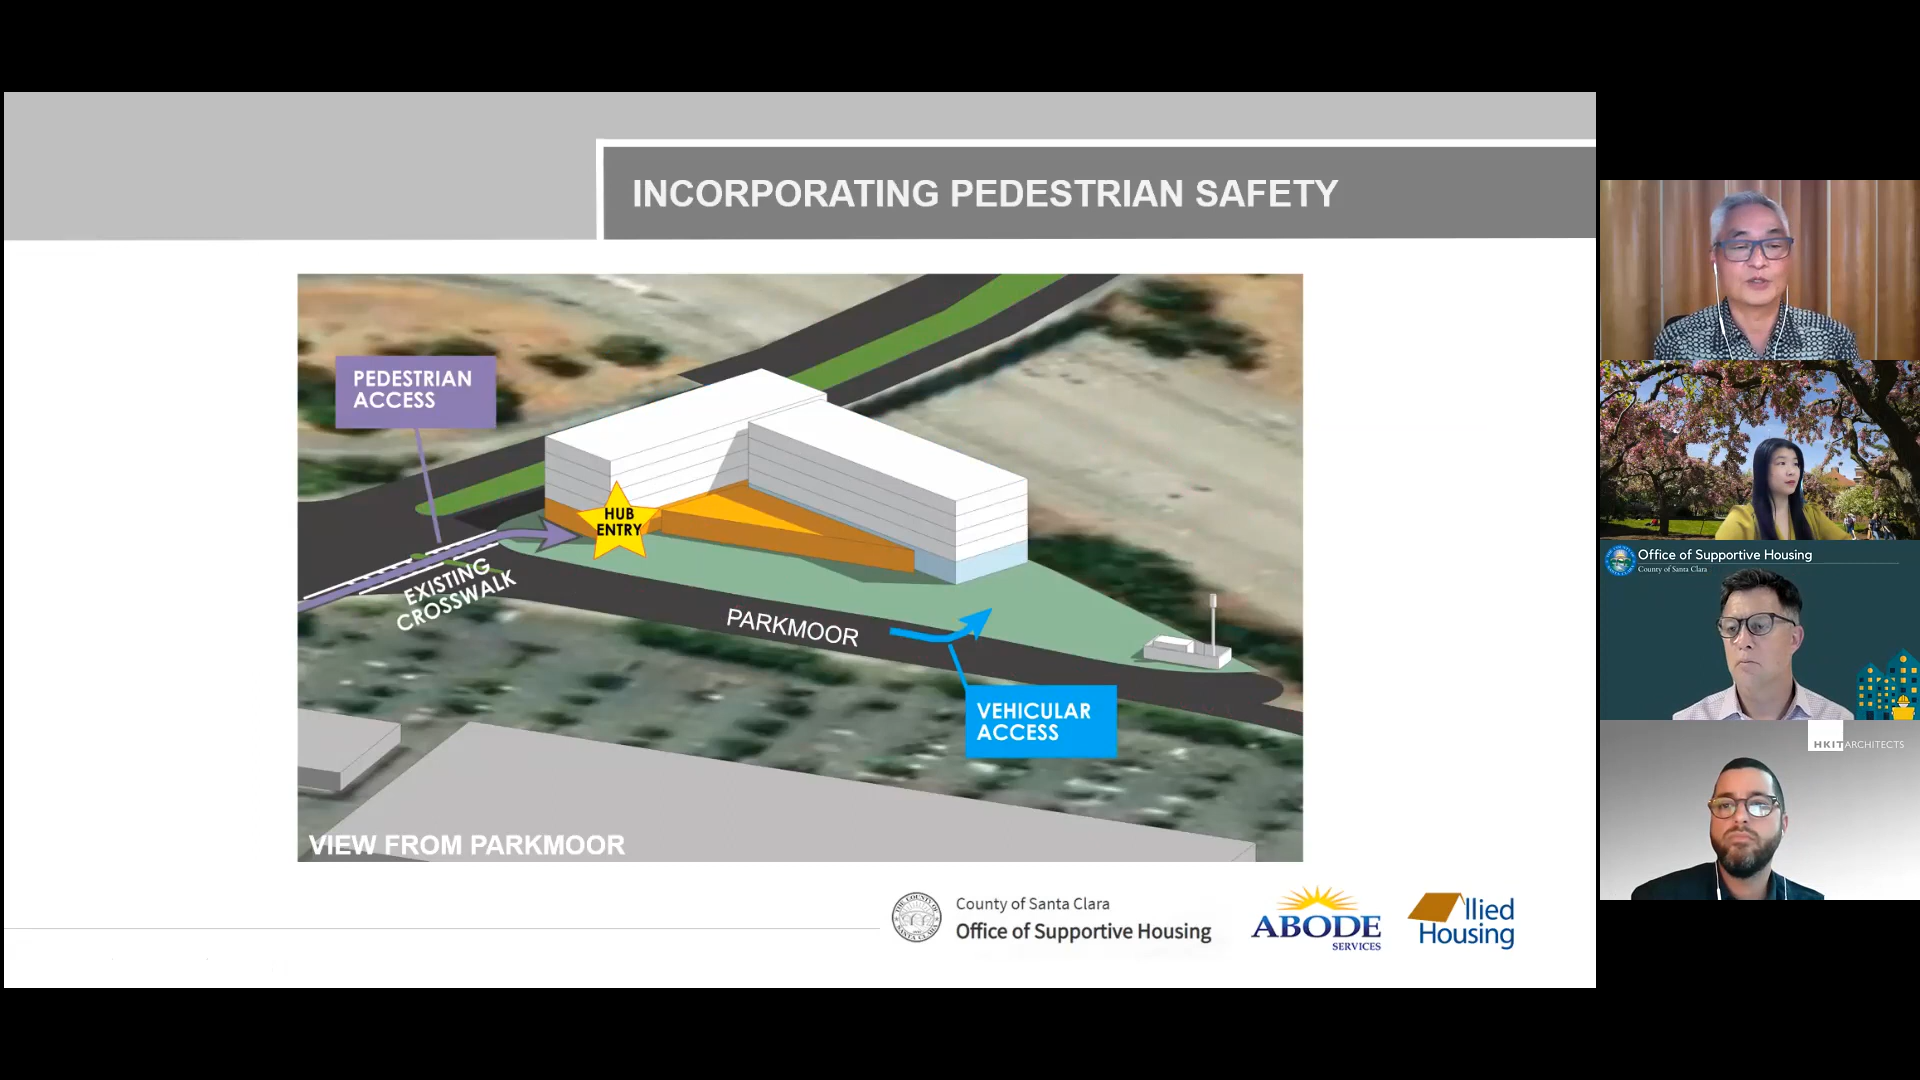 INCORPORATING PEDESTRIAN SAFETY
PEDESTRIAN
ACCESS
HUB
ENTRY
EXISTING
CROSSWALK
PARKMOOR
VEHICULAR
ACCESS
VIEW FROM PARKMOOR
County of Santa Clara
Office of Supportive Housing
ABODE
SERVICES
llied
Housing
Office of Supportive Housing
County of Santa Clara
HKIT ARCHITECTS